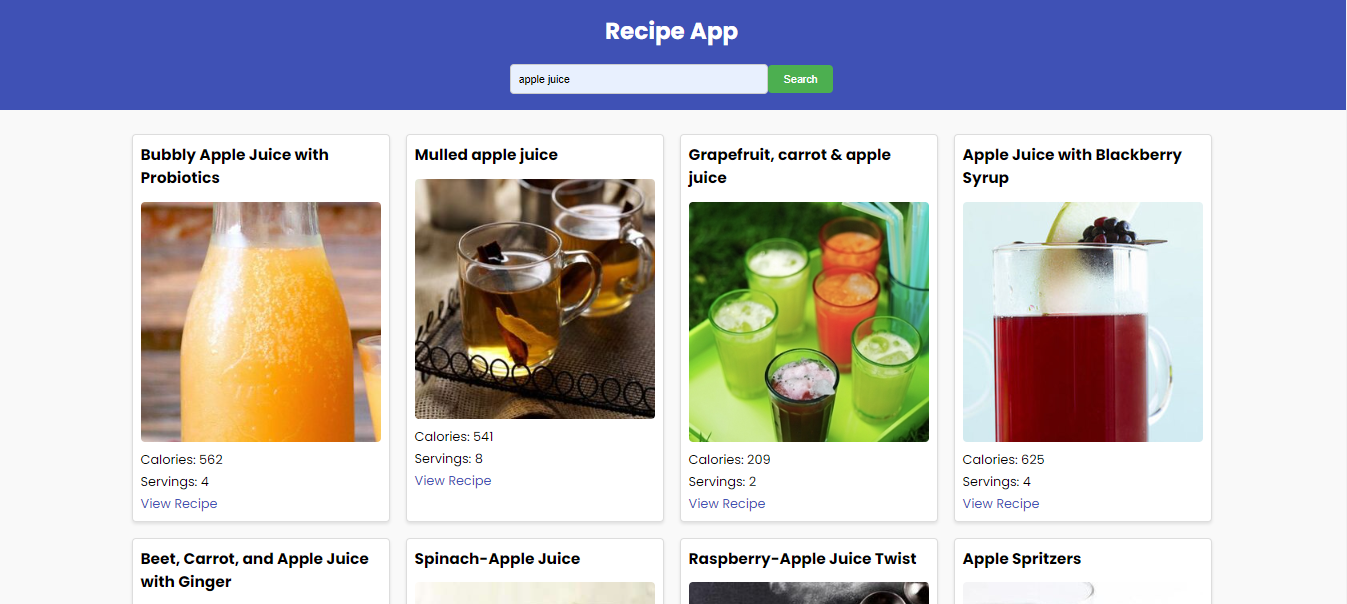 Recipe App
apple juice
Search
Bubbly Apple Juice with
Probiotics
Calories: 562
Servings: 4
View Recipe
Mulled apple juice
Calories: 541
Servings: 8
View Recipe
Grapefruit, carrot & apple
juice
Calories: 209
Servings: 2
View Recipe
Apple Juice with Blackberry
Syrup
Calories: 625
Servings: 4
View Recipe
Beet, Carrot, and Apple Juice
with Ginger
Spinach-Apple Juice
Raspberry-Apple Juice Twist
Apple Spritzers